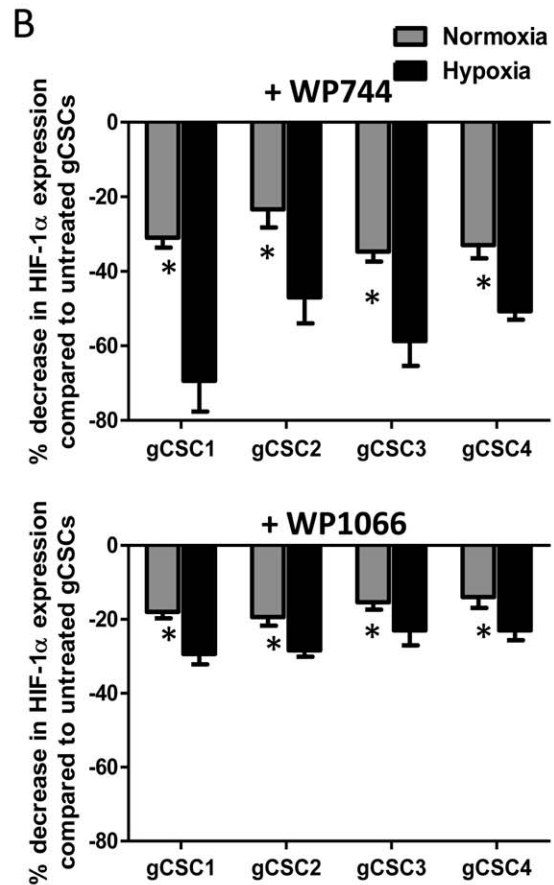 B
Normoxia
Hypoxia
+ WP744
% decrease in HIF-1α expression
compared to untreated gCSCs
0
-20
-40
-60
-80
*
*
*
*
gCSC1 gCSC2 gCSC3 gCSC4
+ WP1066
% decrease in HIF-1α expression
compared to untreated gCSCs
0
-20
-40
-60
-80
*
*
*
*
gCSC1 gCSC2 gCSC3 gCSC4